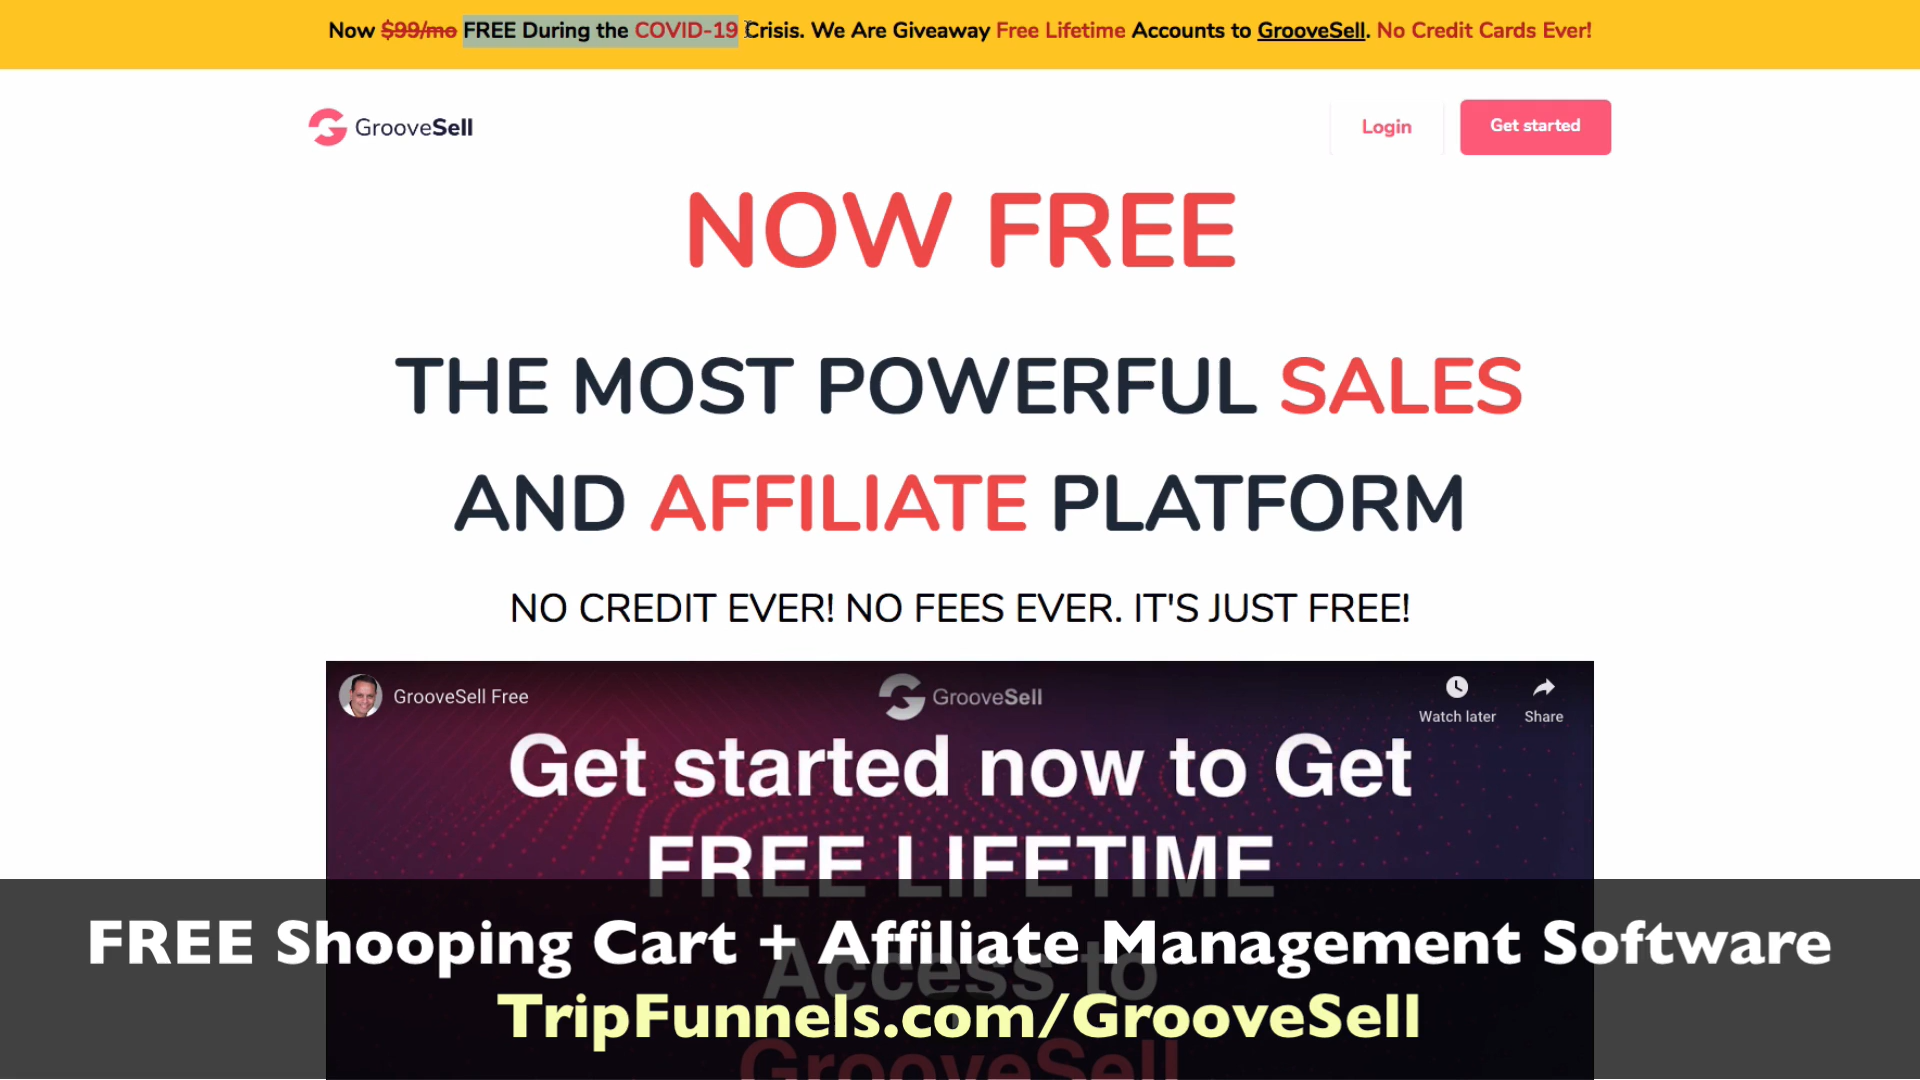 Now $99/mo FREE During the COVID-19 Crisis. We Are Giveaway Free Lifetime Accounts to GrooveSell. No Credit Cards Ever!
GrooveSell
Login
Get started
NOW FREE
THE MOST POWERFUL SALES
AND AFFILIATE PLATFORM
NO CREDIT EVER! NO FEES EVER. IT'S JUST FREE!
GrooveSell Free
GrooveSell
Watch later
Share
Get started now to Get
FREE LIFETIME
FREE Shooping Cart + Affiliate Management Software
Access to
TripFunnels.com/GrooveSell
GrooveSell